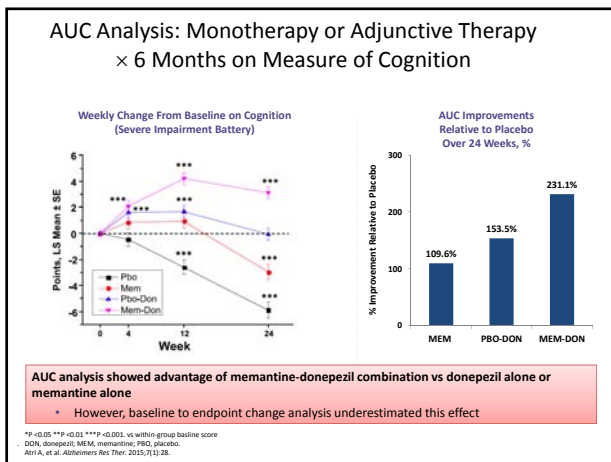 AUC Analysis: Monotherapy or Adjunctive Therapy
× 6 Months on Measure of Cognition
Weekly Change From Baseline on Cognition
(Severe Impairment Battery)
Points, LS Mean ± SE
6
4
2
0
-2
-4
-6
***
***
***
***
***
***
***
***
Pbo
Mem
Pbo-Don
Mem-Don
0
4
12
24
Week
AUC Improvements
Relative to Placebo
Over 24 Weeks, %
% Improvement Relative to Placebo
300
200
100
0
109.6%
153.5%
231.1%
MEM
PBO-DON
MEM-DON
AUC analysis showed advantage of memantine-donepezil combination vs donepezil alone or
memantine alone
• However, baseline to endpoint change analysis underestimated this effect
*P <0.05 **P <0.01 ***P <0.001. vs within-group basline score
. DON, donepezil; MEM, memantine; PBO, placebo.
Atri A, et al. Alzheimers Res Ther. 2015;7(1):28.